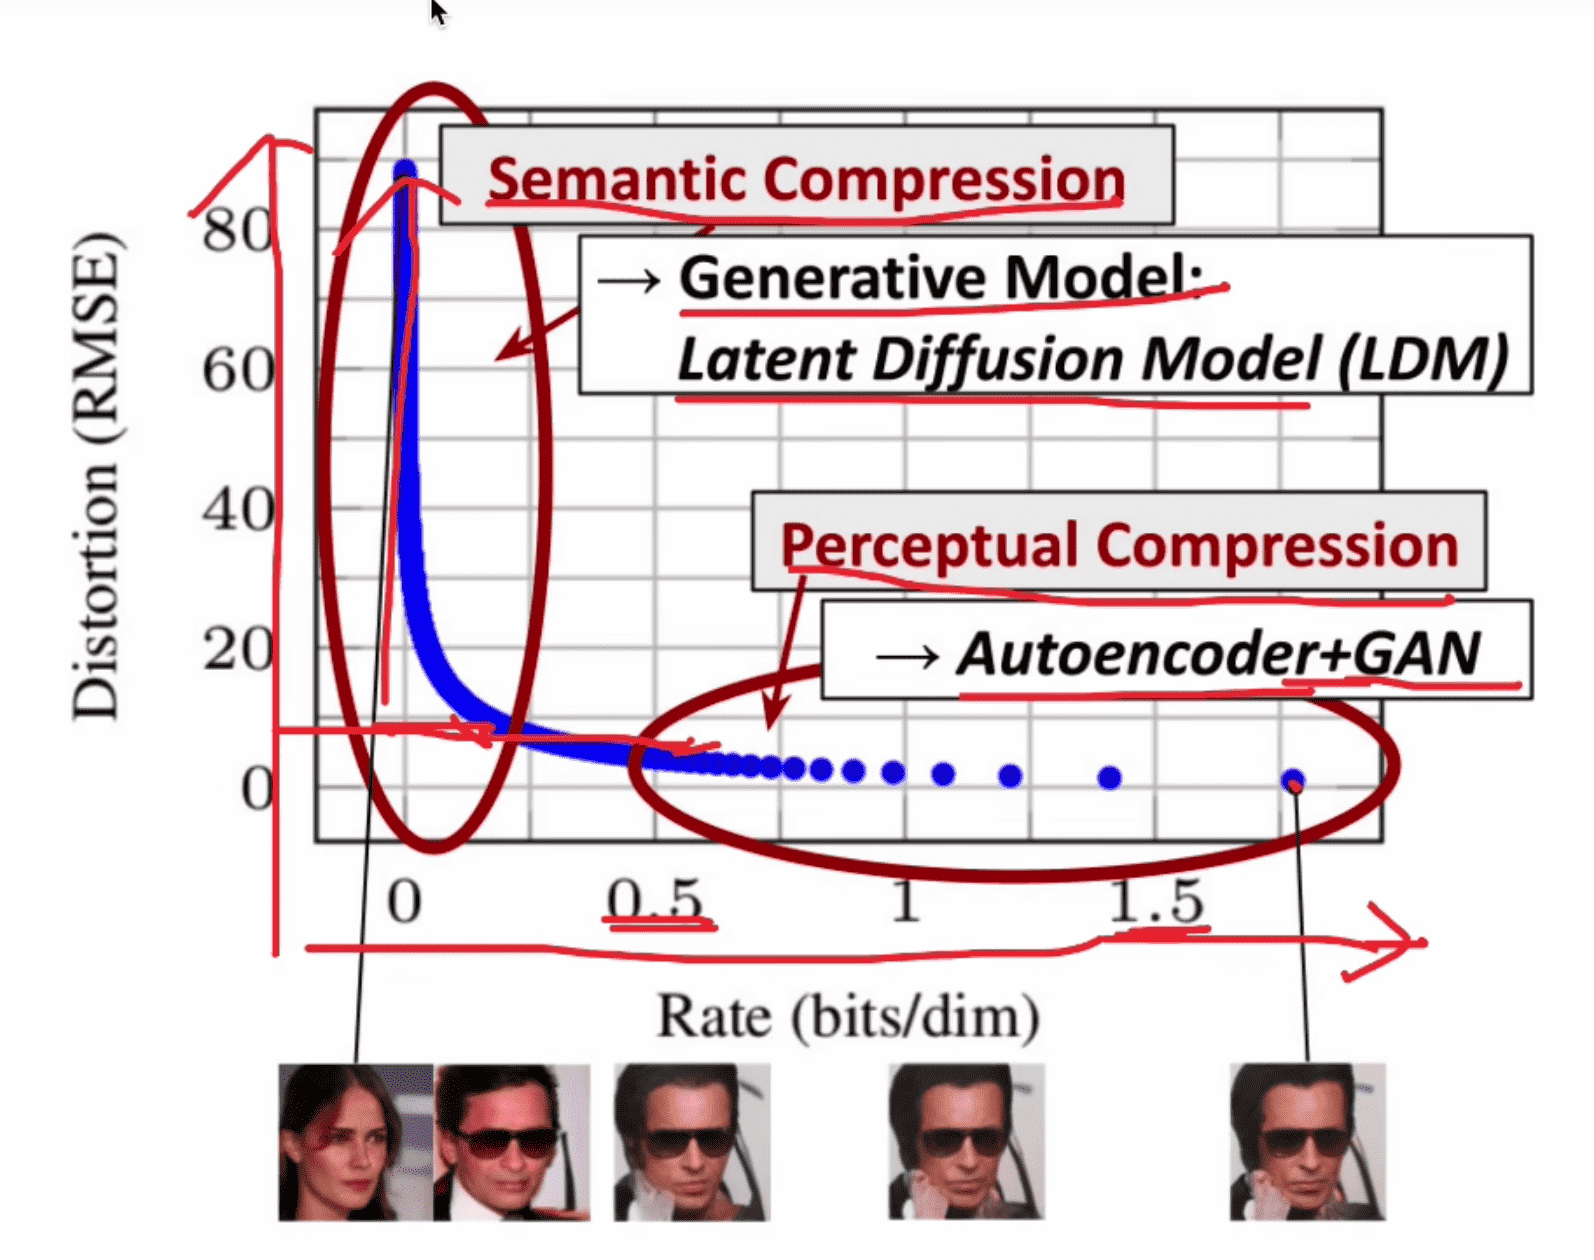 Semantic Compression
→ Generative Model:
Latent Diffusion Model (LDM)
Perceptual Compression
→ Autoencoder+GAN
Distortion (RMSE)
80
60
40
20
0
0 0.5 1 1.5
Rate (bits/dim)